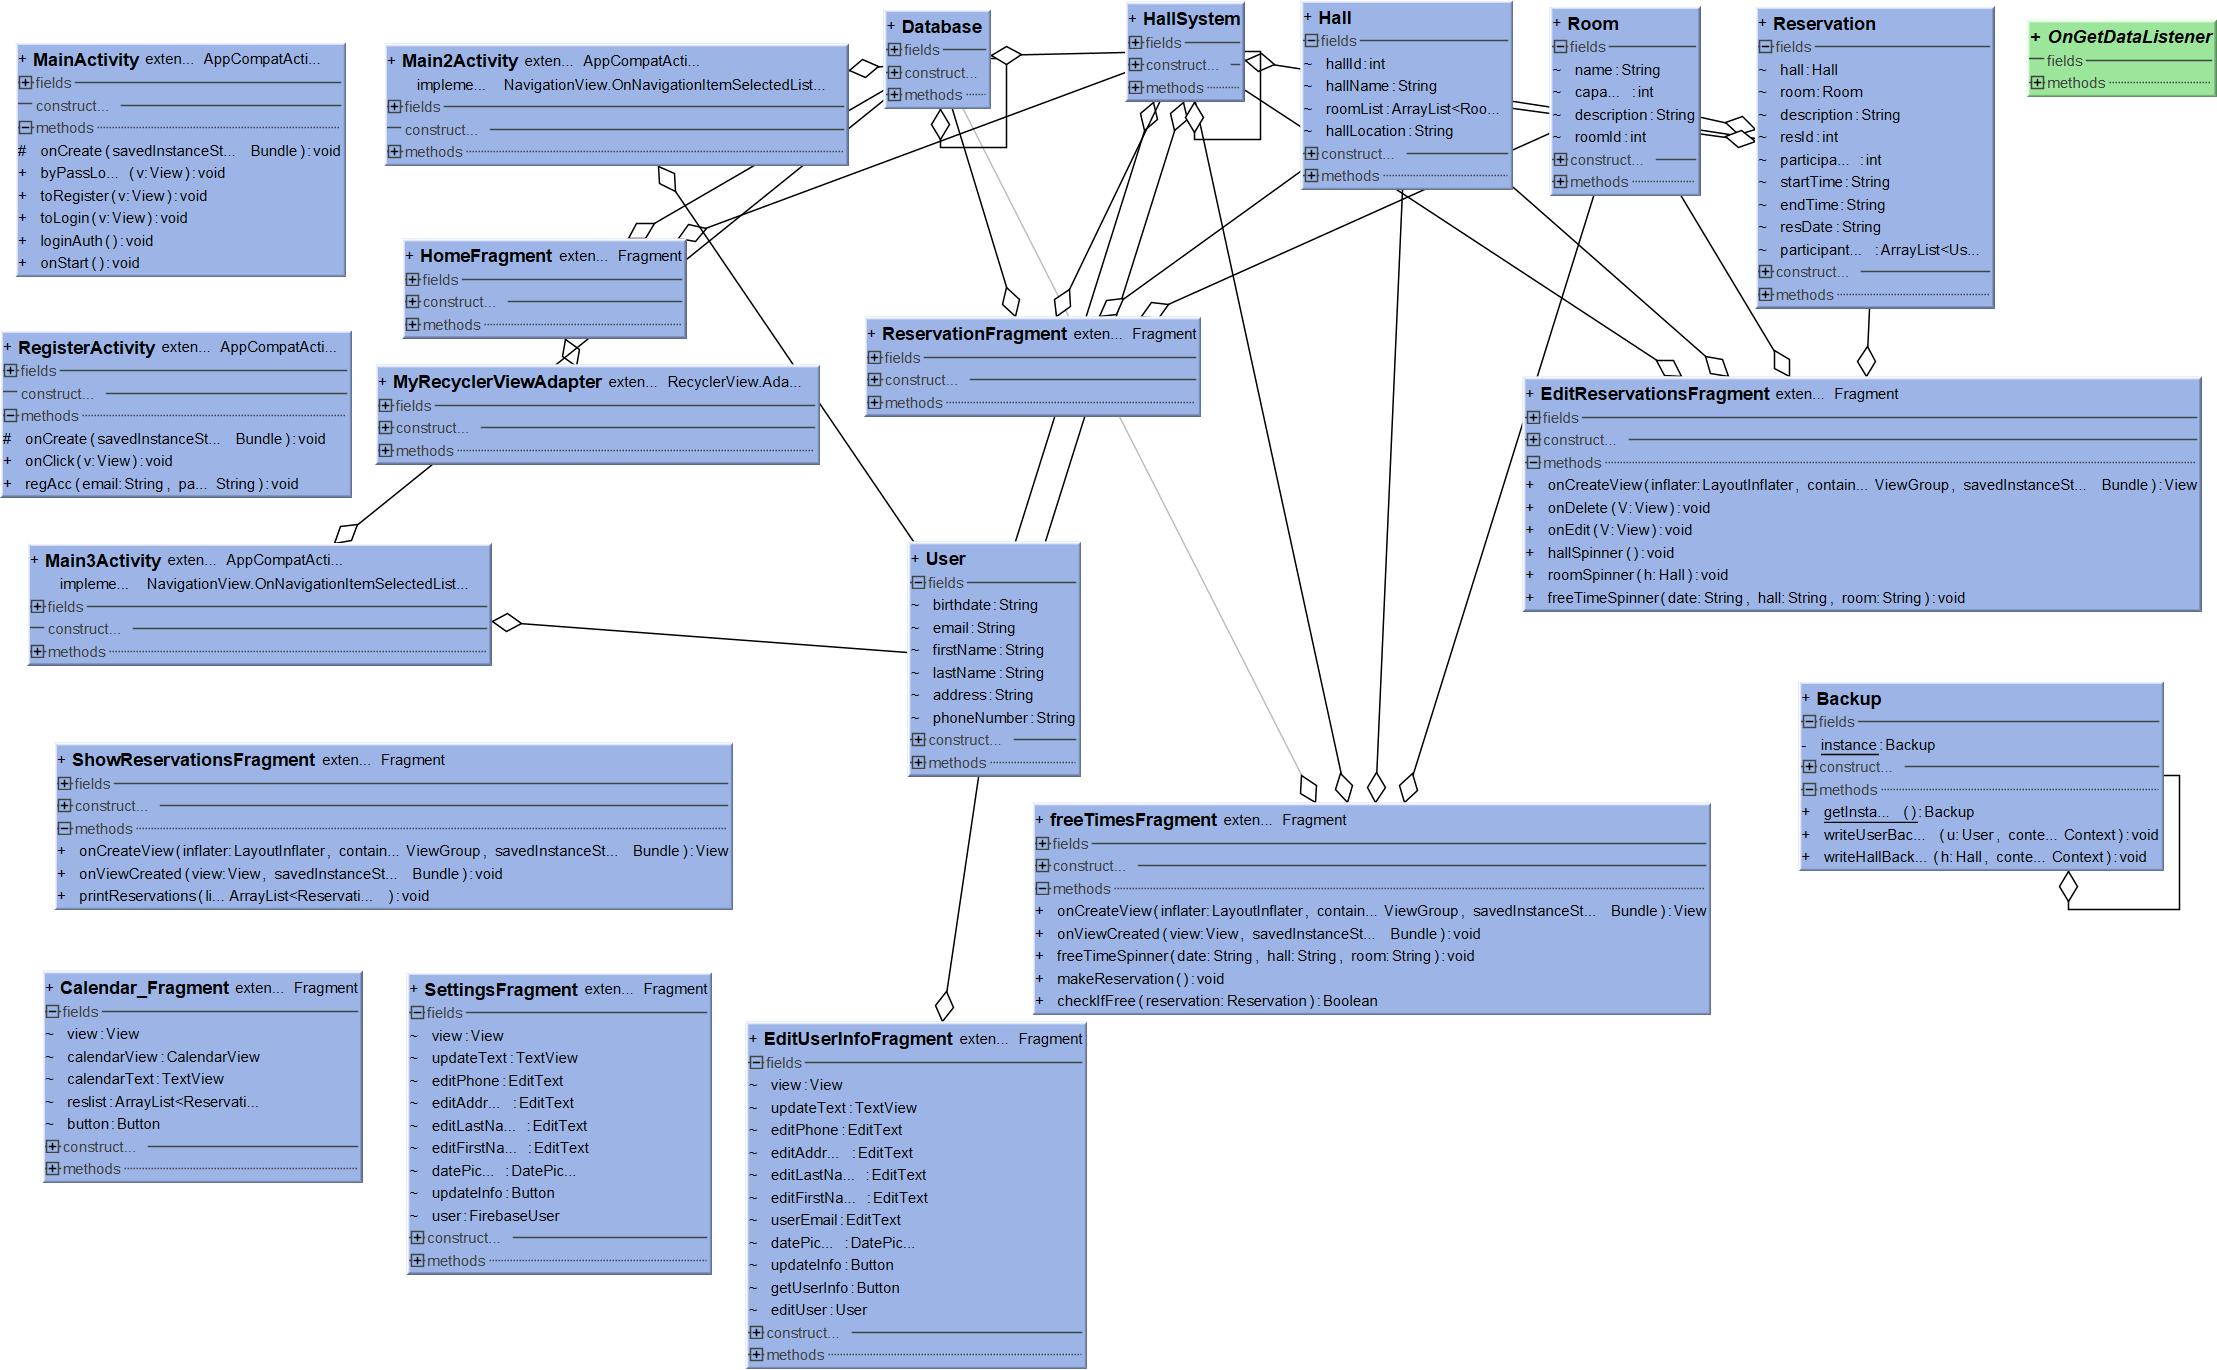 + MainActivity exten... AppCompatActi...
fields
construct...
methods
# onCreate(savedInstanceSt... Bundle):void
+ byPassLo... (v:View):void
+ toRegister(v:View):void
+ toLogin(v:View):void
+ loginAuth():void
+ onStart():void
+ Main2Activity exten... AppCompatActi...
impleme... NavigationView.OnNavigationItemSelectedList...
fields
construct...
methods
+ Database
fields
construct...
methods
+ HallSystem
fields
construct...
methods
+ Hall
fields
~ hallId:int
~ hallName:String
~ roomList:ArrayList<Roo...
~ hallLocation:String
construct...
methods
+ Room
fields
~ name:String
~ capa... :int
~ description:String
~ roomId:int
construct...
methods
+ Reservation
fields
~ hall:Hall
~ room:Room
~ description:String
~ resId:int
~ participa... :int
~ startTime:String
~ endTime:String
~ resDate:String
~ participant... :ArrayList<Us...
construct...
methods
+ OnGetDataListener
fields
methods
+ HomeFragment exten... Fragment
fields
construct...
methods
+ RegisterActivity exten... AppCompatActi...
fields
construct...
methods
# onCreate(savedInstanceSt... Bundle):void
+ onClick(v:View):void
+ regAcc(email:String, pa... String):void
+ MyRecyclerViewAdapter exten... RecyclerView.Ada...
fields
construct...
methods
+ ReservationFragment exten... Fragment
fields
construct...
methods
+ EditReservationsFragment exten... Fragment
fields
construct...
methods
+ onCreateView(inflater:LayoutInflater, contain... ViewGroup, savedInstanceSt... Bundle):View
+ onDelete(V:View):void
+ onEdit(V:View):void
+ hallSpinner():void
+ roomSpinner(h:Hall):void
+ freeTimeSpinner(date:String, hall:String, room:String):void
+ Main3Activity exten... AppCompatActi...
impleme... NavigationView.OnNavigationItemSelectedList...
fields
construct...
methods
+ User
fields
~ birthdate:String
~ email:String
~ firstName:String
~ lastName:String
~ address:String
~ phoneNumber:String
construct...
methods
+ Backup
fields
- instance:Backup
construct...
methods
+ getInsta... ():Backup
+ writeUserBac... (u:User, conte... Context):void
+ writeHallBack... (h:Hall, conte... Context):void
+ ShowReservationsFragment exten... Fragment
fields
construct...
methods
+ onCreateView(inflater:LayoutInflater, contain... ViewGroup, savedInstanceSt... Bundle):View
+ onViewCreated(view:View, savedInstanceSt... Bundle):void
+ printReservations(li... ArrayList<Reservati... ):void
+ freeTimesFragment exten... Fragment
fields
construct...
methods
+ onCreateView(inflater:LayoutInflater, contain... ViewGroup, savedInstanceSt... Bundle):View
+ onViewCreated(view:View, savedInstanceSt... Bundle):void
+ freeTimeSpinner(date:String, hall:String, room:String):void
+ makeReservation():void
+ checkIfFree(reservation:Reservation):Boolean
+ Calendar_Fragment exten... Fragment
fields
~ view:View
~ calendarView:CalendarView
~ calendarText:TextView
~ reslist:ArrayList<Reservati...
~ button:Button
construct...
methods
+ SettingsFragment exten... Fragment
fields
~ view:View
~ updateText:TextView
~ editPhone:EditText
~ editAddr... :EditText
~ editLastNa... :EditText
~ editFirstNa... :EditText
~ datePic... :DatePic...
~ updateInfo:Button
~ user:FirebaseUser
construct...
methods
+ EditUserInfoFragment exten... Fragment
fields
~ view:View
~ updateText:TextView
~ editPhone:EditText
~ editAddr... :EditText
~ editLastNa... :EditText
~ editFirstNa... :EditText
~ userEmail:EditText
~ datePic... :DatePic...
~ updateInfo:Button
~ getUserInfo:Button
~ editUser:User
construct...
methods